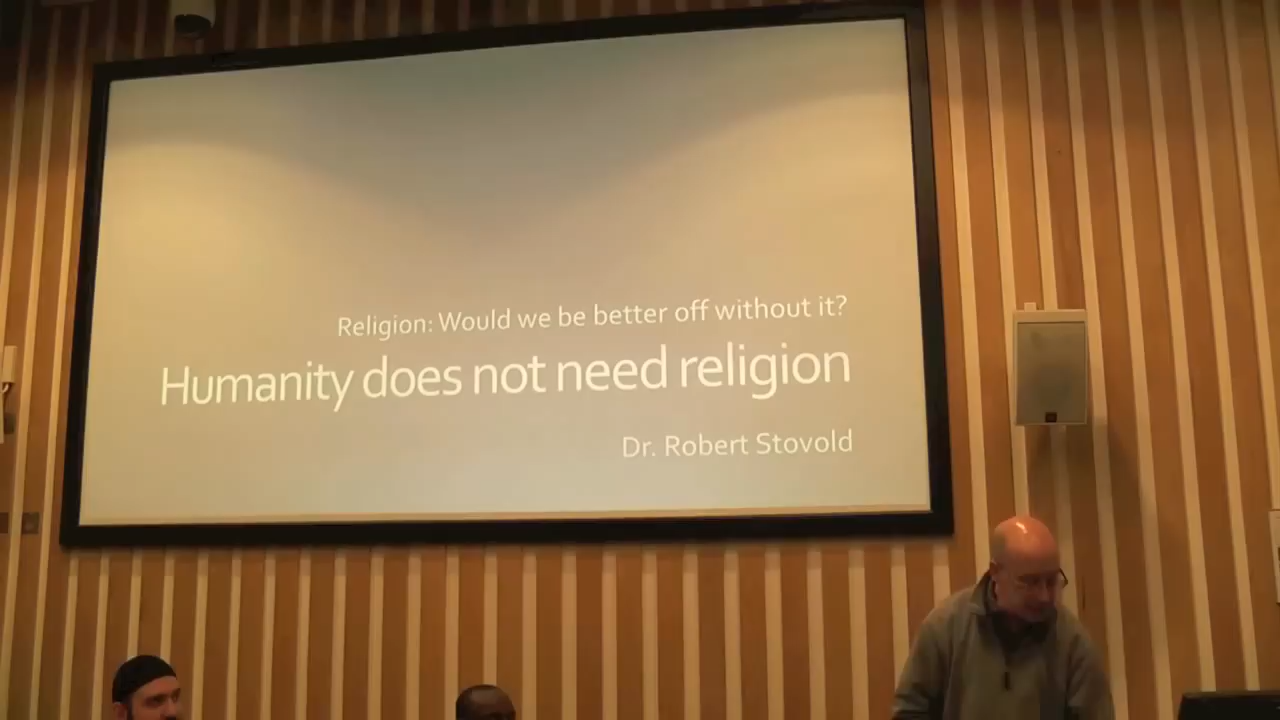 Religion: Would we be better off without it?
Humanity does not need religion
Dr. Robert Stovold